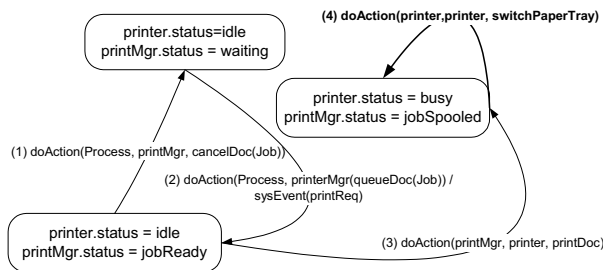 (4) doAction(printer,printer, switchPaperTray)
printer.status=idle
printMgr.status = waiting
printer.status = busy
printMgr.status = jobSpooled
(1) doAction(Process, printMgr, cancelDoc(Job))
(2) doAction(Process, printerMgr(queueDoc(Job)) /
sysEvent(printReq)
printer.status = idle
printMgr.status = jobReady
(3) doAction(printMgr, printer, printDoc)